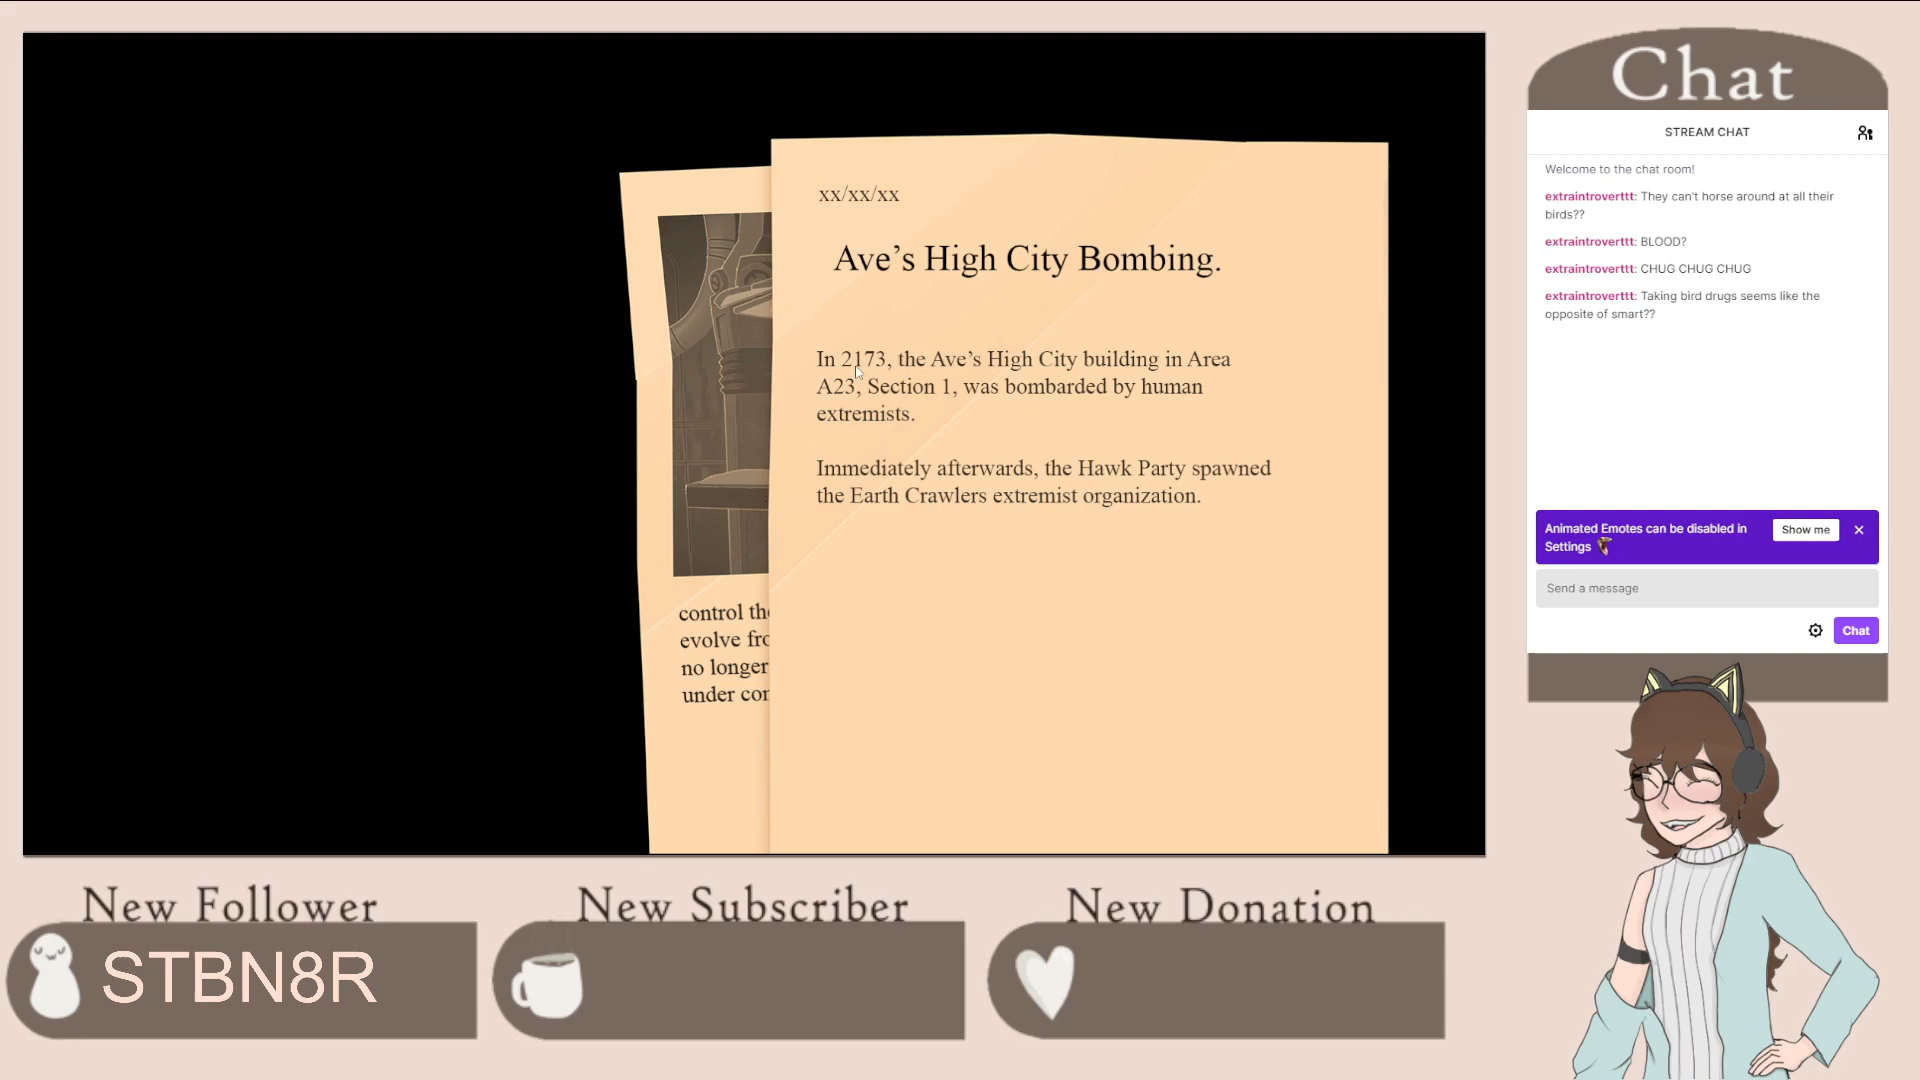 xx/xx/xx
Ave’s High City Bombing.
In 2173, the Ave’s High City building in Area
A23, Section 1, was bombarded by human
extremists.
Immediately afterwards, the Hawk Party spawned
the Earth Crawlers extremist organization.
control
evolve
no longer
under
Chat
STREAM CHAT
Welcome to the chat room!
extraintroverttt: They can't horse around at all their
birds??
extraintroverttt: BLOOD?
extraintroverttt: CHUG CHUG CHUG
extraintroverttt: Taking bird drugs seems like the
opposite of smart??
Animated Emotes can be disabled in
Settings
Show me
Send a message
Chat
New Follower
STBN8R
New Subscriber
New Donation